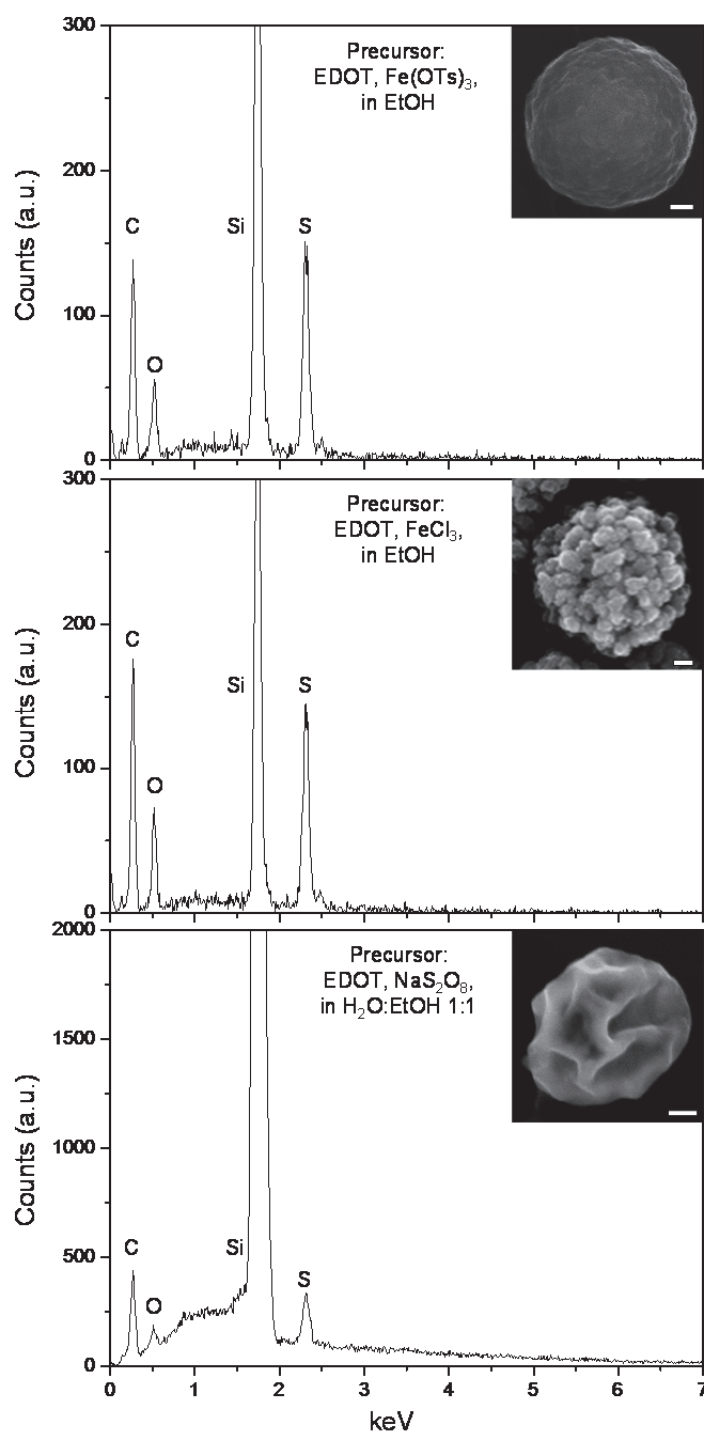 300
Precursor:
EDOT, Fe(OTs)₃,
in EtOH
200
C
Si
S
Counts (a.u.)
100
O
0
300
Precursor:
EDOT, FeCl₃,
in EtOH
200
C
Si
S
Counts (a.u.)
100
O
0
2000
Precursor:
EDOT, NaS₂O₈,
in H₂O:EtOH 1:1
1500
Counts (a.u.)
1000
C
Si
500
O
S
0
0 1 2 3 4 5 6 7
keV